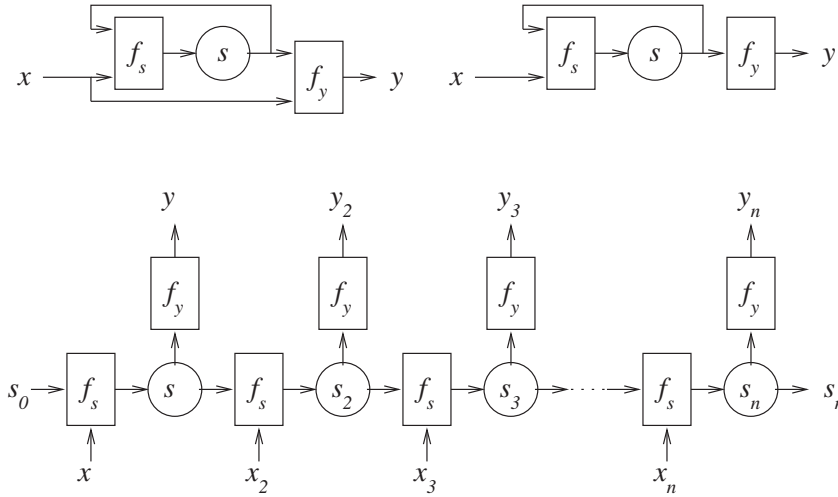 x f_s s f_y y
x f_s s f_y y
y y_2 y_3 y_n
f_y f_y f_y f_y
s_0 f_s s f_s s_2 f_s s_3 ..... f_s s_n s_n
x x_2 x_3 x_n